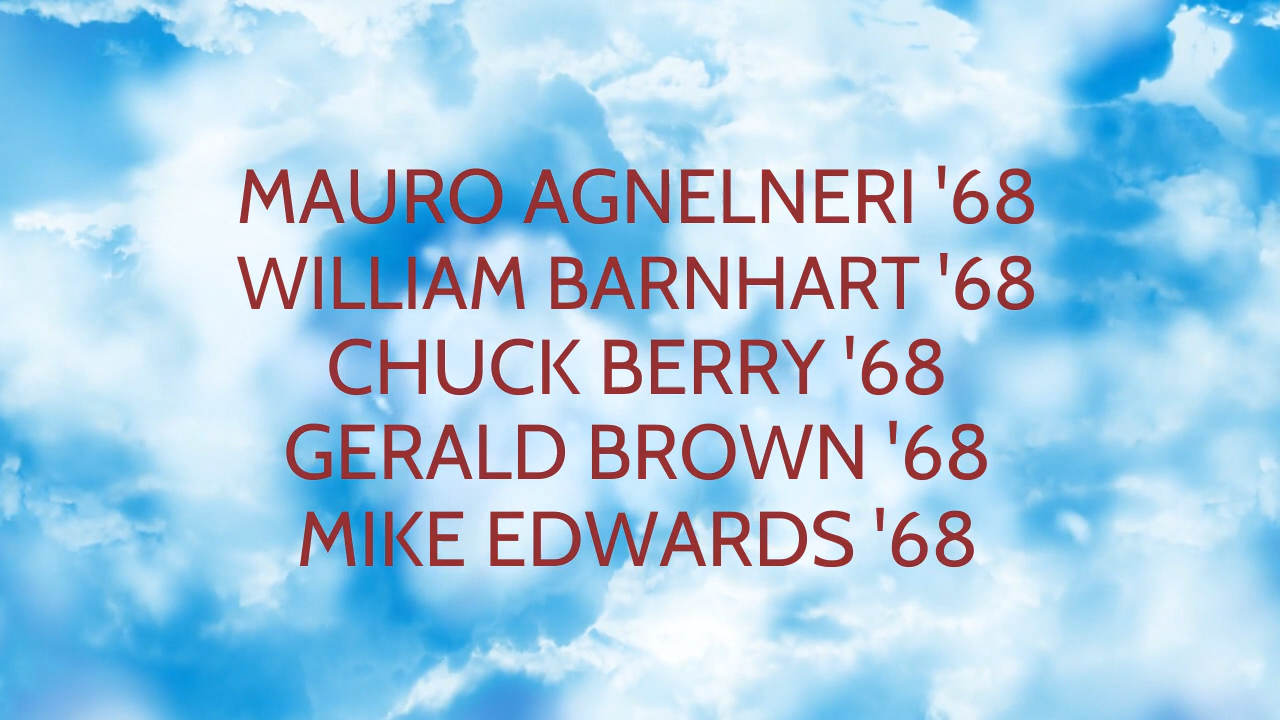 MAURO AGNELNERI '68
WILLIAM BARNHART '68
CHUCK BERRY '68
GERALD BROWN '68
MIKE EDWARDS '68